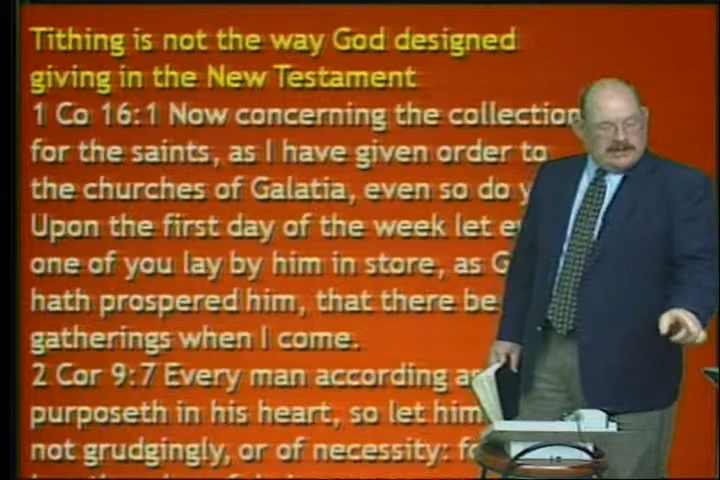 Tithing is not the way God designed
giving in the New Testament
1 Co 16:1 Now concerning the collection
for the saints, as I have given order to
the churches of Galatia, even so do
Upon the first day of the week let
one of you lay by him in store, as
hath prospered him, that there be
gatherings when I come.
2 Cor 9:7 Every man according
purposeth in his heart, so let him
not grudgingly, or of necessity: